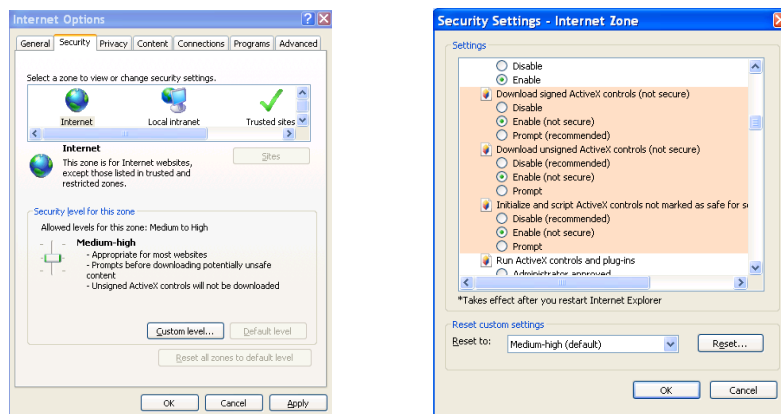 Internet Options
General Security Privacy Content Connections Programs Advanced
Select a zone to view or change security settings.
Internet Local intranet Trusted sites
Internet
This zone is for Internet websites,
except those listed in trusted and
restricted zones.
Sites
Security level for this zone
Allowed levels for this zone: Medium to High
Medium-high
- Appropriate for most websites
- Prompts before downloading potentially unsafe
content
- Unsigned ActiveX controls will not be downloaded
Custom level... Default level
Reset all zones to default level
OK Cancel Apply
Security Settings - Internet Zone
Settings
Disable
Enable
Download signed ActiveX controls (not secure)
Disable
Enable (not secure)
Prompt (recommended)
Download unsigned ActiveX controls (not secure)
Disable (recommended)
Enable (not secure)
Prompt
Initialize and script ActiveX controls not marked as safe for s
Disable (recommended)
Enable (not secure)
Prompt
Run ActiveX controls and plug-ins
Administrator approved
*Takes effect after you restart Internet Explorer
Reset custom settings
Reset to: Medium-high (default) Reset...
OK Cancel